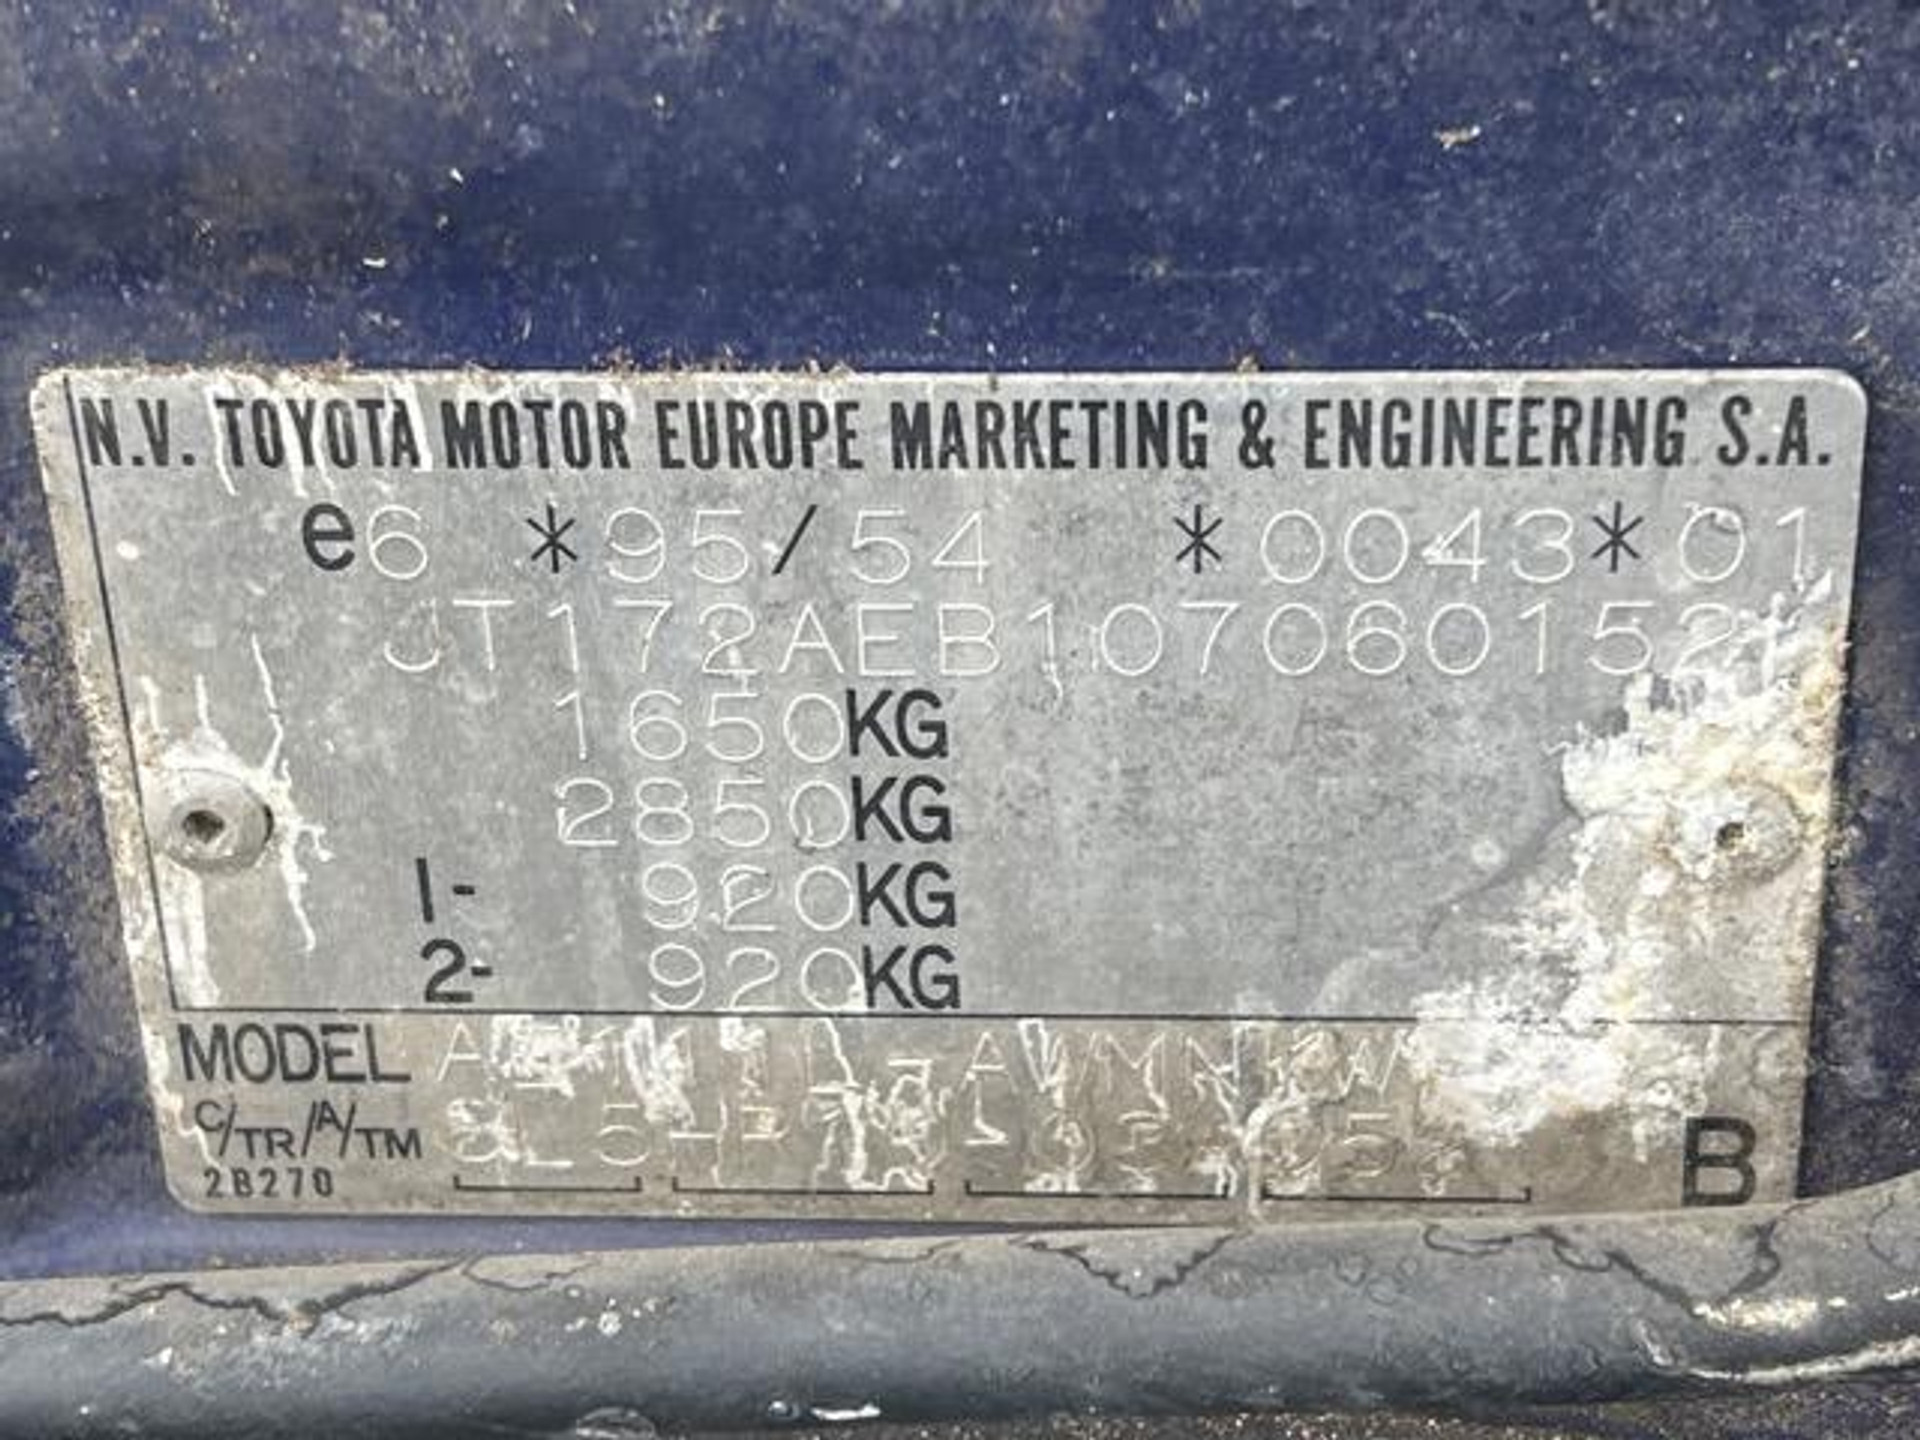 N.V. TOYOTA MOTOR EUROPE MARKETING & ENGINEERING S.A.
e6 *95/54 *0043*01
JT172AEB107060152
1650KG
2850KG
1- 920KG
2- 920KG
MODEL
C/TR/A/TM
2B270 B